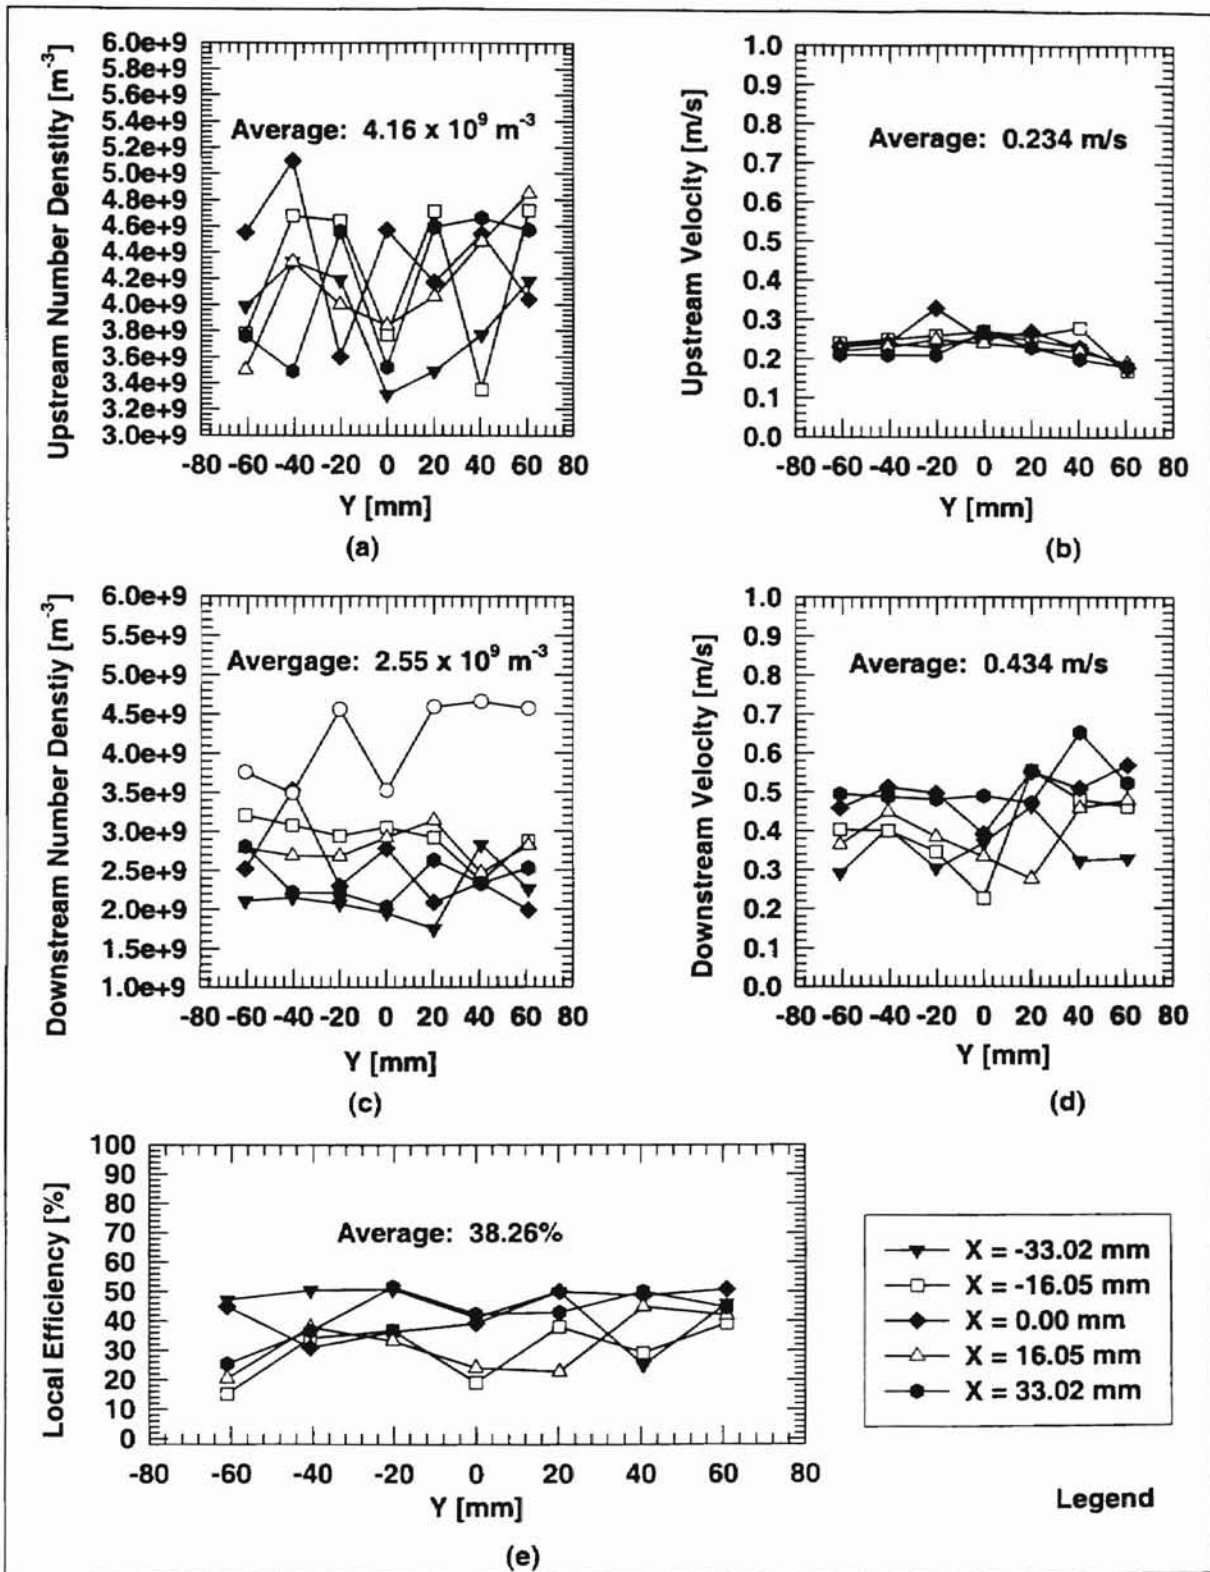 Upstream Number Denstity [m-3]
6.0e+9
5.8e+9
5.6e+9
5.4e+9
5.2e+9
5.0e+9
4.8e+9
4.6e+9
4.4e+9
4.2e+9
4.0e+9
3.8e+9
3.6e+9
3.4e+9
3.2e+9
3.0e+9
Average: 4.16 x 10^9 m^-3
-80 -60 -40 -20 0 20 40 60 80
Y [mm]
(a)
Upstream Velocity [m/s]
1.0
0.9
0.8
0.7
0.6
0.5
0.4
0.3
0.2
0.1
0.0
Average: 0.234 m/s
-80 -60 -40 -20 0 20 40 60 80
Y [mm]
(b)
Downstream Number Denstiy [m-3]
6.0e+9
5.5e+9
5.0e+9
4.5e+9
4.0e+9
3.5e+9
3.0e+9
2.5e+9
2.0e+9
1.5e+9
1.0e+9
Avergage: 2.55 x 10^9 m^-3
-80 -60 -40 -20 0 20 40 60 80
Y [mm]
(c)
Downstream Velocity [m/s]
1.0
0.9
0.8
0.7
0.6
0.5
0.4
0.3
0.2
0.1
0.0
Average: 0.434 m/s
-80 -60 -40 -20 0 20 40 60 80
Y [mm]
(d)
Local Efficiency [%]
100
90
80
70
60
50
40
30
20
10
0
Average: 38.26%
-80 -60 -40 -20 0 20 40 60 80
Y [mm]
(e)
X = -33.02 mm
X = -16.05 mm
X = 0.00 mm
X = 16.05 mm
X = 33.02 mm
Legend